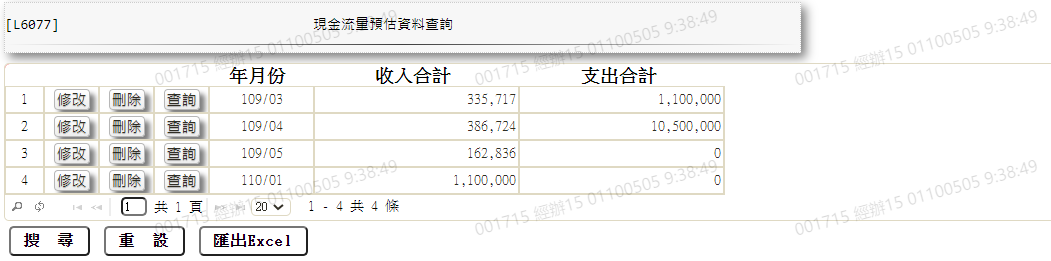 [L6077] 現金流量預估資料查詢
年月份 收入合計 支出合計
1 修改 刪除 查詢 109/03 335,717 1,100,000
2 修改 刪除 查詢 109/04 386,724 10,500,000
3 修改 刪除 查詢 109/05 162,836 0
4 修改 刪除 查詢 110/01 1,100,000 0
1 共 1 頁 20 1 - 4 共 4 條
搜 尋 重 設 匯出Excel
001715 經辦15 01100505 9:38:49
001715 經辦15 01100505 9:38:49
001715 經辦15 01100505 9:38:49
001715 經辦15 01100505 9:38:49
001715 經辦15 01100505 9:38:49